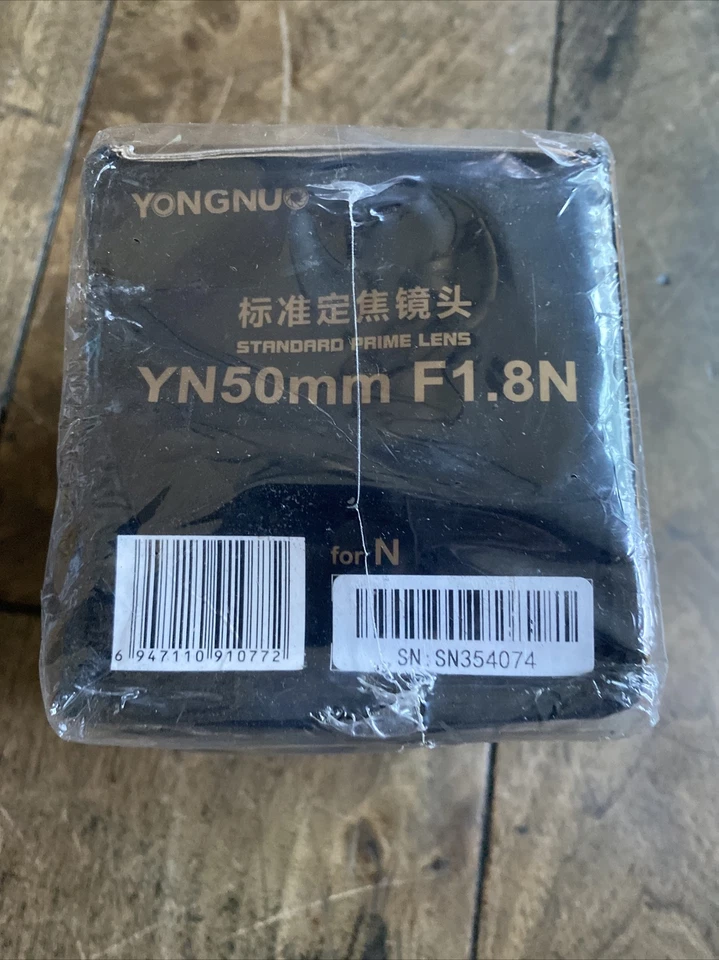 YONGNUO
标准定焦镜头
STANDARD PRIME LENS
YN50mm F1.8N
for N
6 947110 910772
SN: SN354074